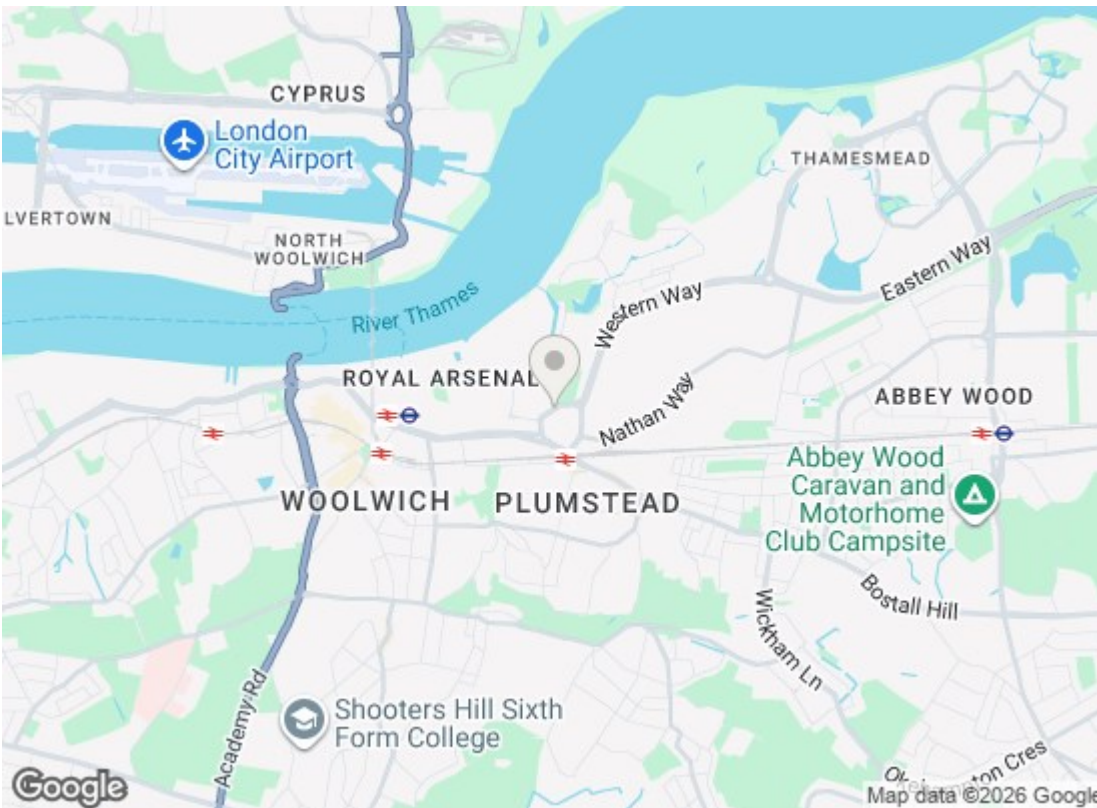 CYPRUS
London
City Airport
THAMESMEAD
LVERTOWN
NORTH
WOOLWICH
Eastern Way
River Thames
Western Way
ROYAL ARSENAL
Nathan Way
ABBEY WOOD
Abbey Wood
Caravan and
Motorhome
Club Campsite
WOOLWICH
PLUMSTEAD
Bostall Hill
Wickham Ln
Academy Rd
Shooters Hill Sixth
Form College
Google
Map data ©2026 Google